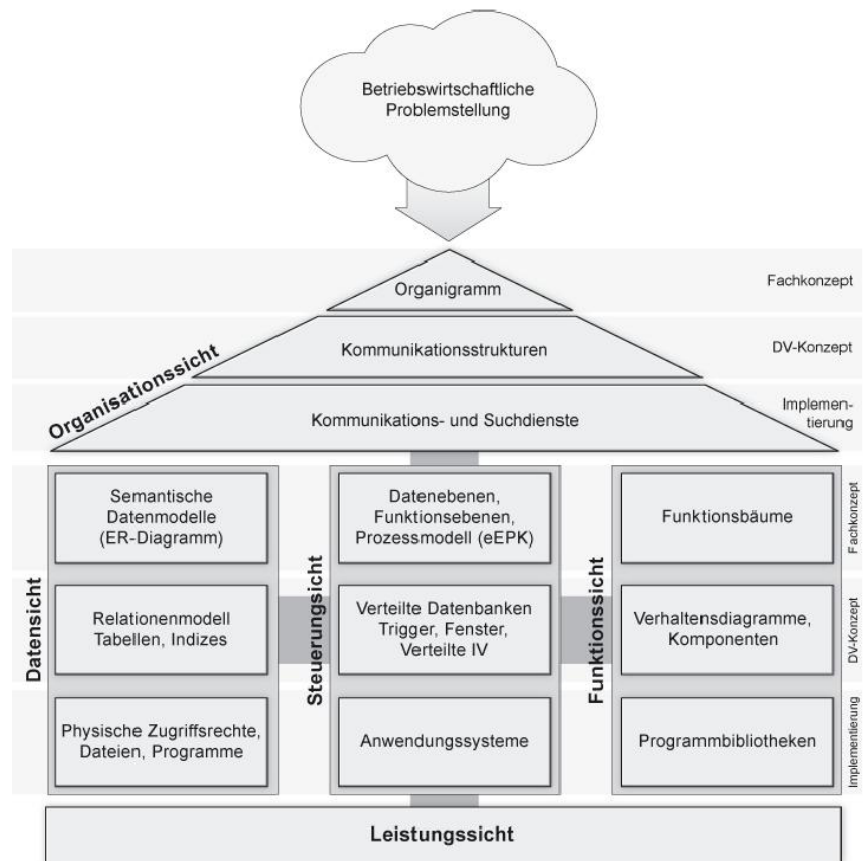 Betriebswirtschaftliche
Problemstellung
Organigramm
Fachkonzept
Kommunikationsstrukturen
DV-Konzept
Organisationssicht
Kommunikations- und Suchdienste
Implemen-
tierung
Datensicht
Semantische
Datenmodelle
(ER-Diagramm)
Relationenmodell
Tabellen, Indizes
Physische Zugriffsrechte,
Dateien, Programme
Steuerungsicht
Datenebenen,
Funktionsebenen,
Prozessmodell (eEPK)
Verteilte Datenbanken
Trigger, Fenster,
Verteilte IV
Anwendungssysteme
Funktionssicht
Funktionsbäume
Verhaltensdiagramme,
Komponenten
Programmbibliotheken
Fachkonzept
DV-Konzept
Implementierung
Leistungssicht